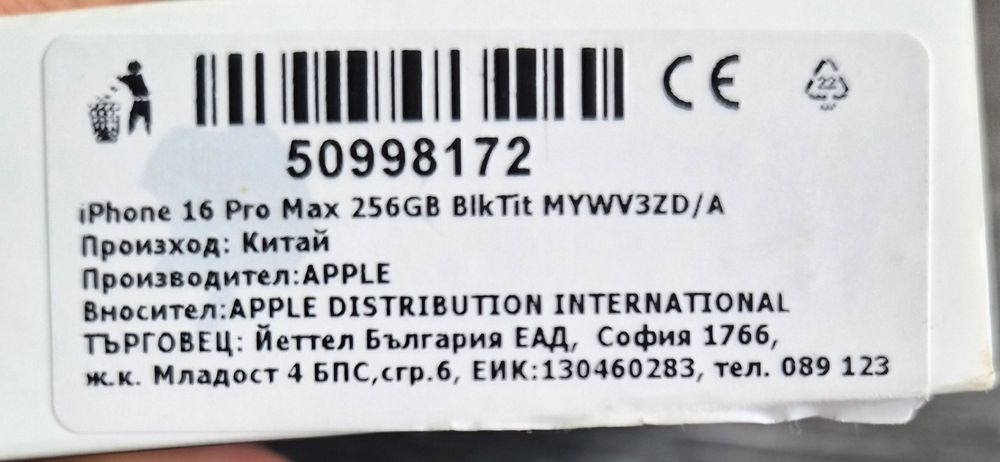 CE
22
50998172
iPhone 16 Pro Max 256GB BlkTit MYWV3ZD/A
Произход: Китай
Производител:APPLE
Вносител:APPLE DISTRIBUTION INTERNATIONAL
ТЪРГОВЕЦ: Йеттел България ЕАД, София 1766,
ж.к. Младост 4 БПС,сгр.6, ЕИК:130460283, тел. 089 123